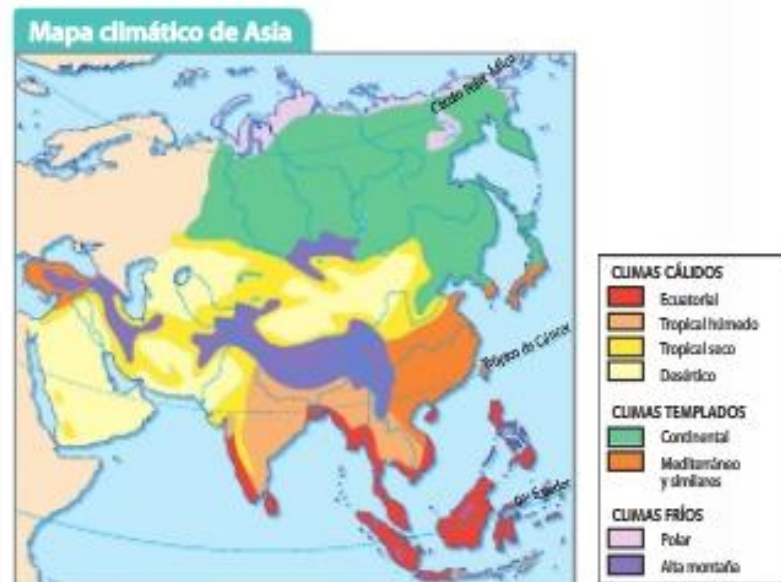 Mapa climático de Asia
Círculo Polar Ártico
Trópico de Cáncer
Ecuador
CLIMAS CÁLIDOS
Ecuatorial
Tropical húmedo
Tropical seco
Desértico
CLIMAS TEMPLADOS
Continental
Mediterráneo
y similares
CLIMAS FRÍOS
Polar
Alta montaña